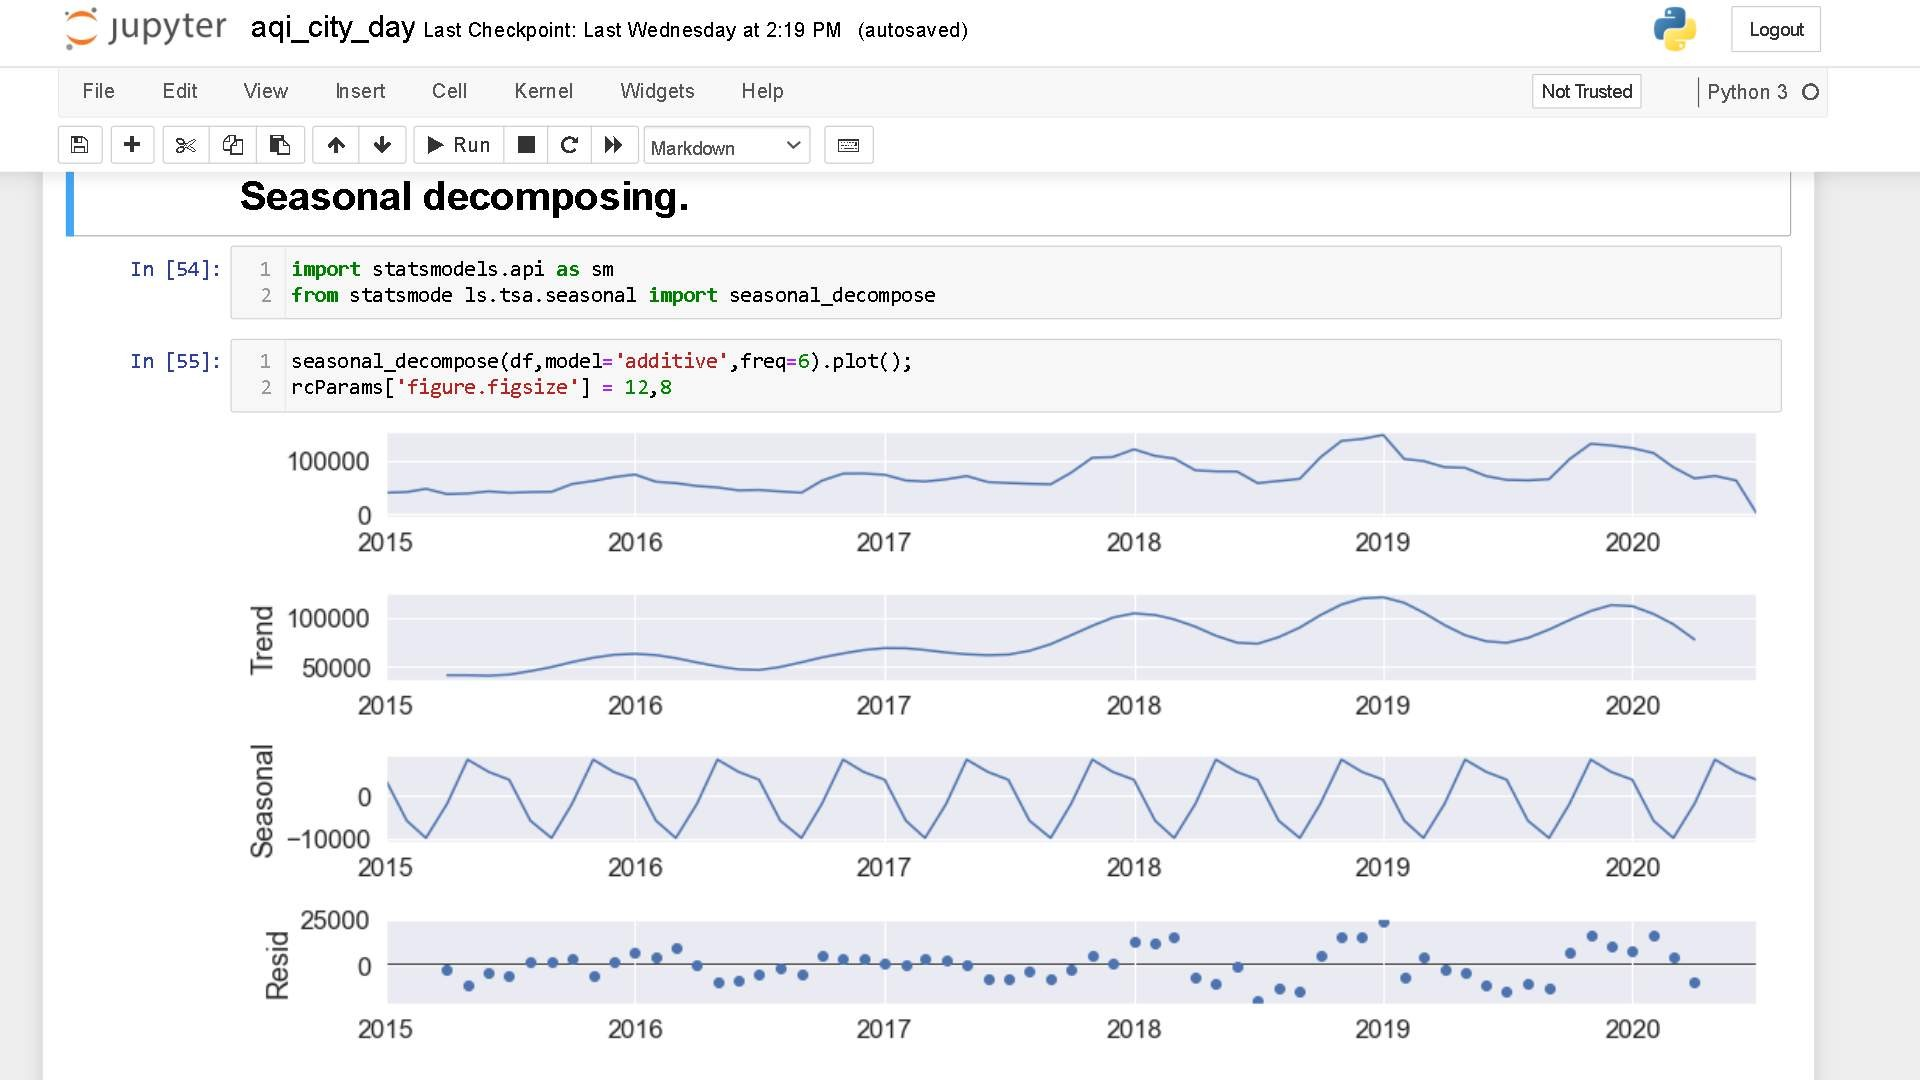 jupyter aqi_city_day Last Checkpoint: Last Wednesday at 2:19 PM (autosaved) Logout
File Edit View Insert Cell Kernel Widgets Help Not Trusted Python 3
Run Markdown
Seasonal decomposing.
In [54]: 1 import statsmodels.api as sm
2 from statsmode ls.tsa.seasonal import seasonal_decompose
In [55]: 1 seasonal_decompose(df,model='additive',freq=6).plot();
2 rcParams['figure.figsize'] = 12,8
100000
0
2015 2016 2017 2018 2019 2020
Trend
100000
50000
2015 2016 2017 2018 2019 2020
Seasonal
0
−10000
2015 2016 2017 2018 2019 2020
Resid
25000
0
2015 2016 2017 2018 2019 2020